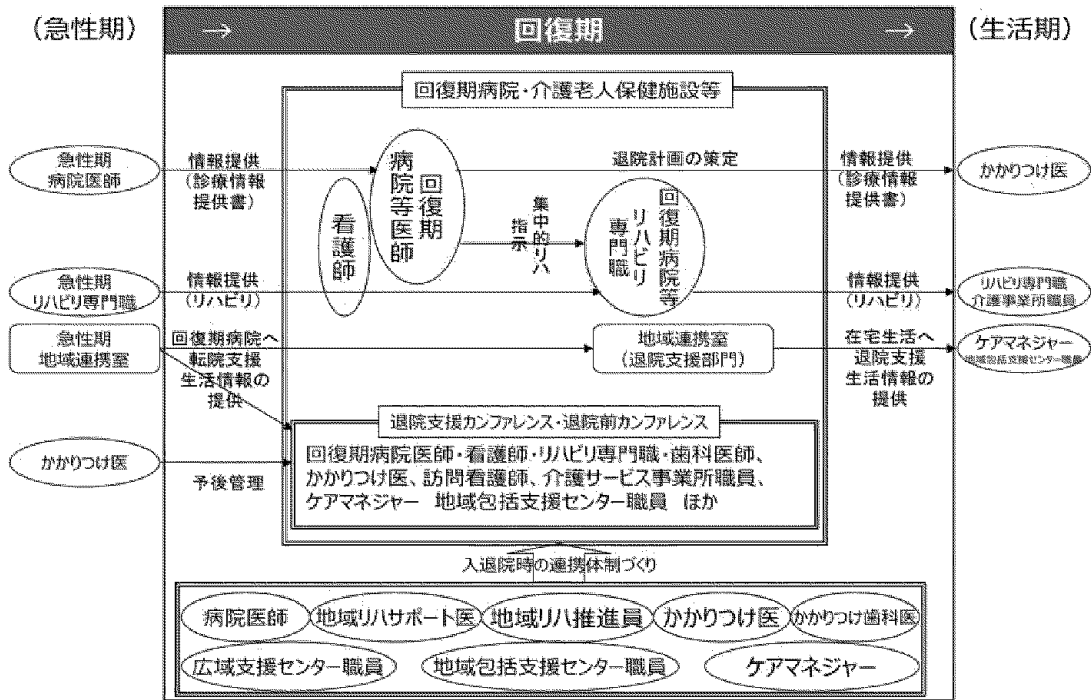 (急性期)
→ 回復期 →
(生活期)
回復期病院・介護老人保健施設等
急性期
病院医師
情報提供
(診療情報
提供書)
看護師
回復期
病院等医師
退院計画の策定
集中的リハ
指示
回復期病院等
リハビリ
専門職
情報提供
(診療情報
提供書)
かかりつけ医
急性期
リハビリ専門職
情報提供
(リハビリ)
情報提供
(リハビリ)
リハビリ専門職
介護事業所職員
急性期
地域連携室
回復期病院へ
転院支援
生活情報の
提供
地域連携室
(退院支援部門)
在宅生活へ
退院支援
生活情報の
提供
ケアマネジャー
地域包括支援センター職員
退院支援カンファレンス・退院前カンファレンス
回復期病院医師・看護師・リハビリ専門職・歯科医師、
かかりつけ医、訪問看護師、介護サービス事業所職員、
ケアマネジャー 地域包括支援センター職員 ほか
かかりつけ医
予後管理
入退院時の連携体制づくり
病院医師 地域リハサポート医 地域リハ推進員 かかりつけ医 かかりつけ歯科医
広域支援センター職員 地域包括支援センター職員 ケアマネジャー